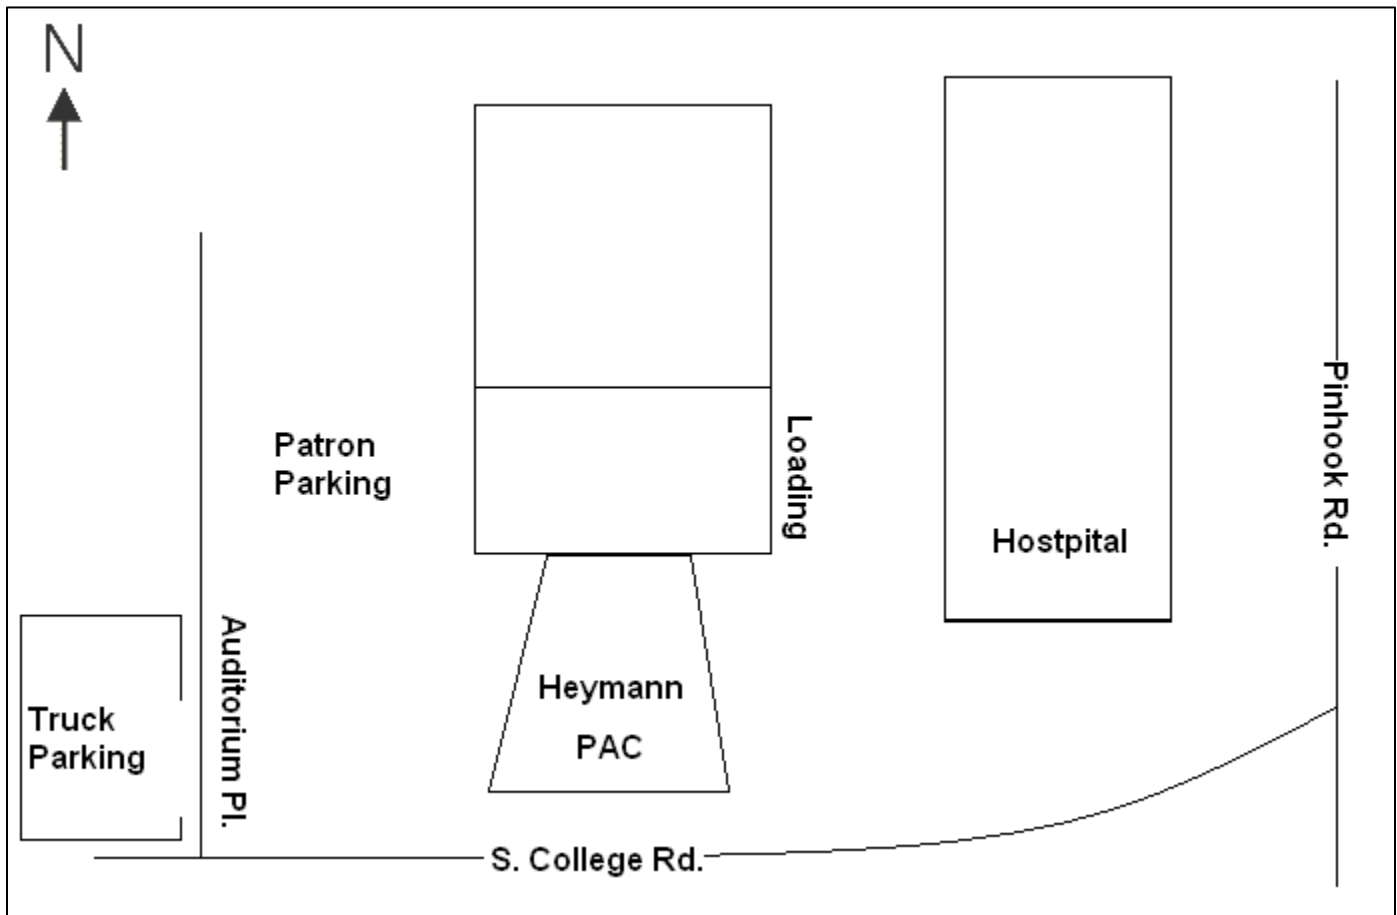 N
Patron
Parking
Loading
Pinhook Rd.
Hostpital
Auditorium Pl.
Truck
Parking
Heymann
PAC
S. College Rd.